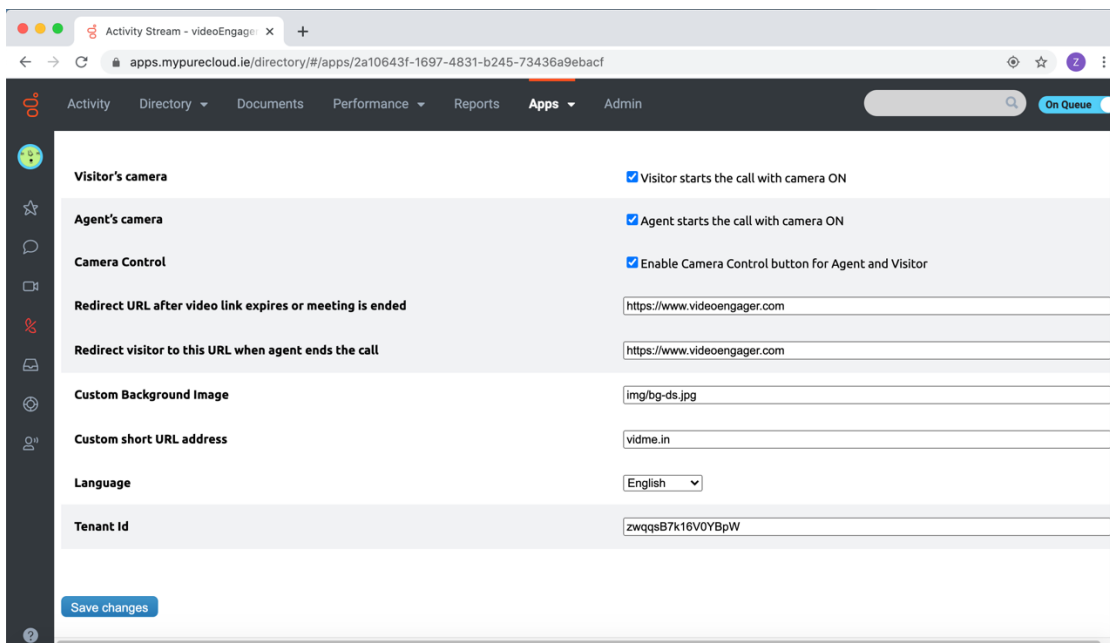 Activity Stream - videoEngager
apps.mypurecloud.ie/directory/#/apps/2a10643f-1697-4831-b245-73436a9ebacf
Z
Activity Directory Documents Performance Reports Apps Admin On Queue
Visitor's camera Visitor starts the call with camera ON
Agent's camera Agent starts the call with camera ON
Camera Control Enable Camera Control button for Agent and Visitor
Redirect URL after video link expires or meeting is ended https://www.videoengager.com
Redirect visitor to this URL when agent ends the call https://www.videoengager.com
Custom Background Image img/bg-ds.jpg
Custom short URL address vidme.in
Language English
Tenant Id zwqqsB7k16V0YBpW
Save changes